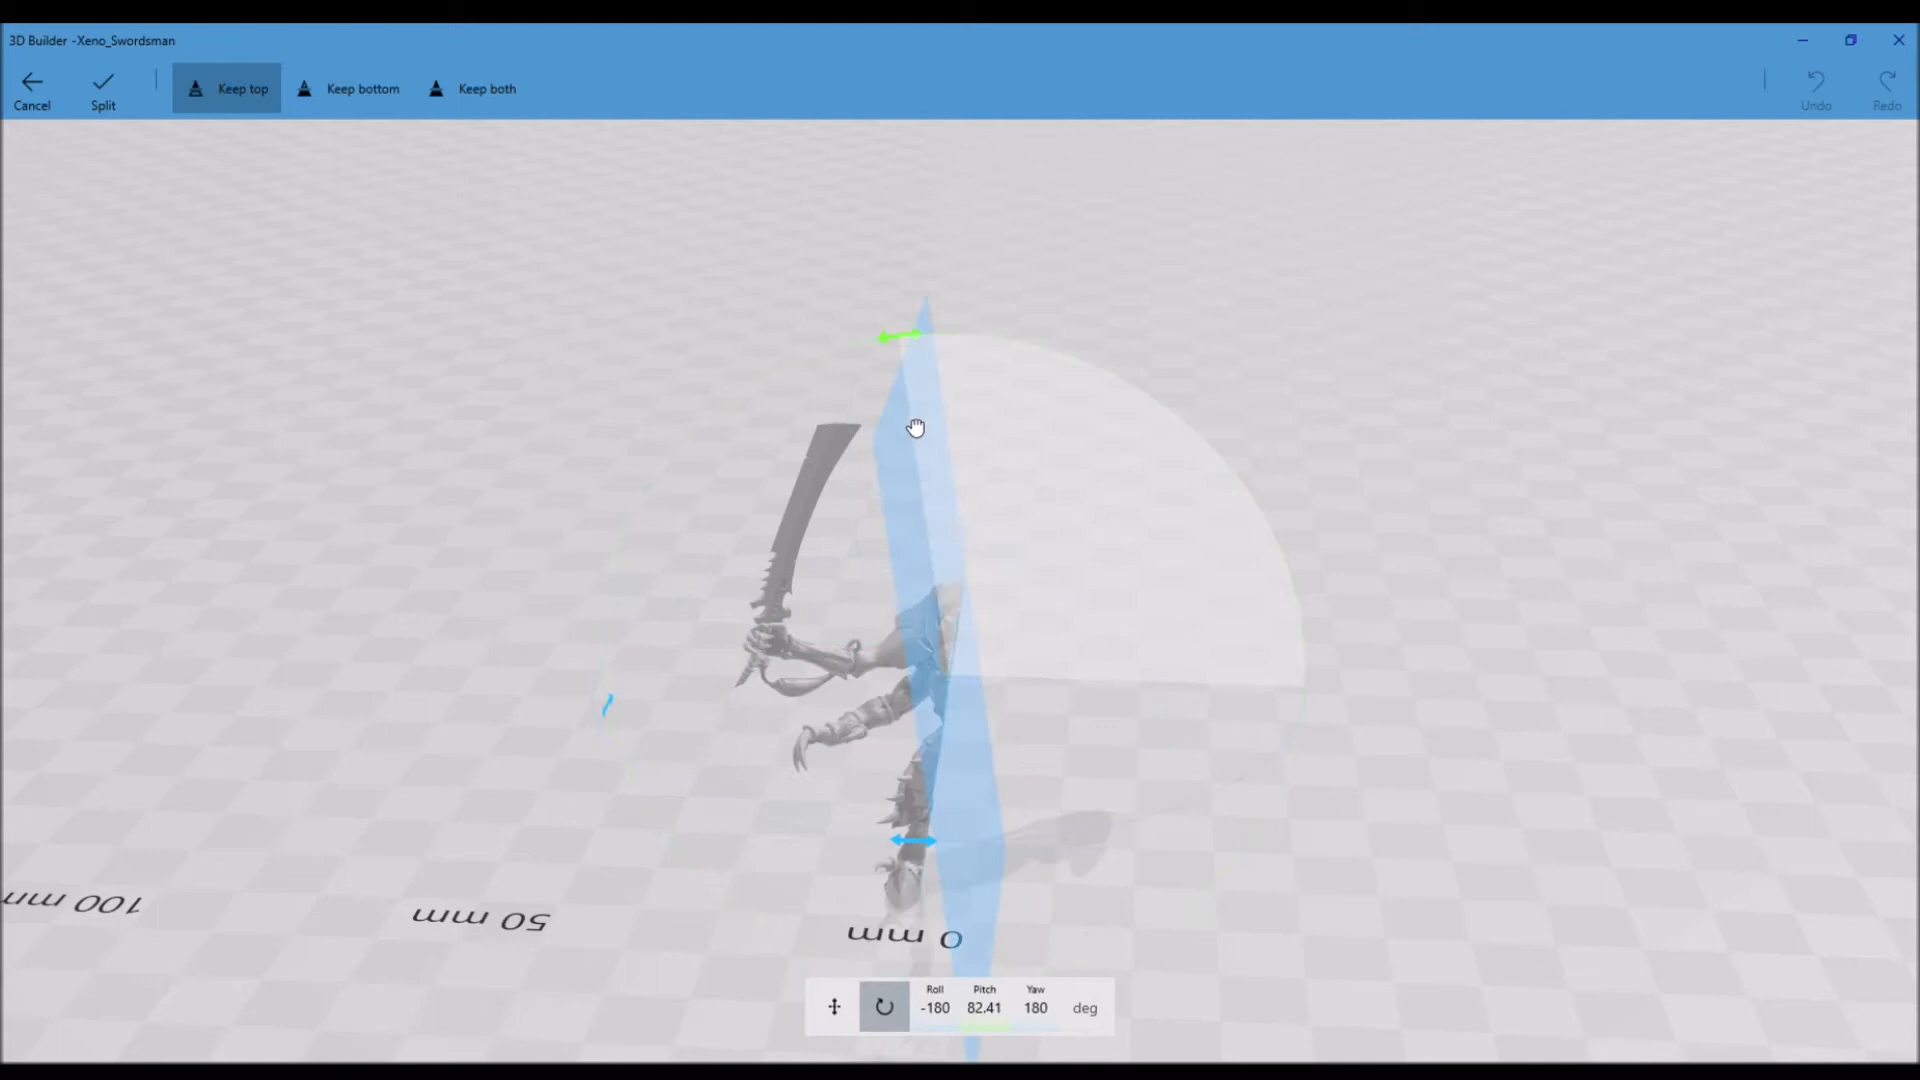 3D Builder -Xeno_Swordsman
Cancel
Split
Keep top
Keep bottom
Keep both
Undo
Redo
100 mm
50 mm
0 mm
Roll Pitch Yaw
-180 82.41 180 deg